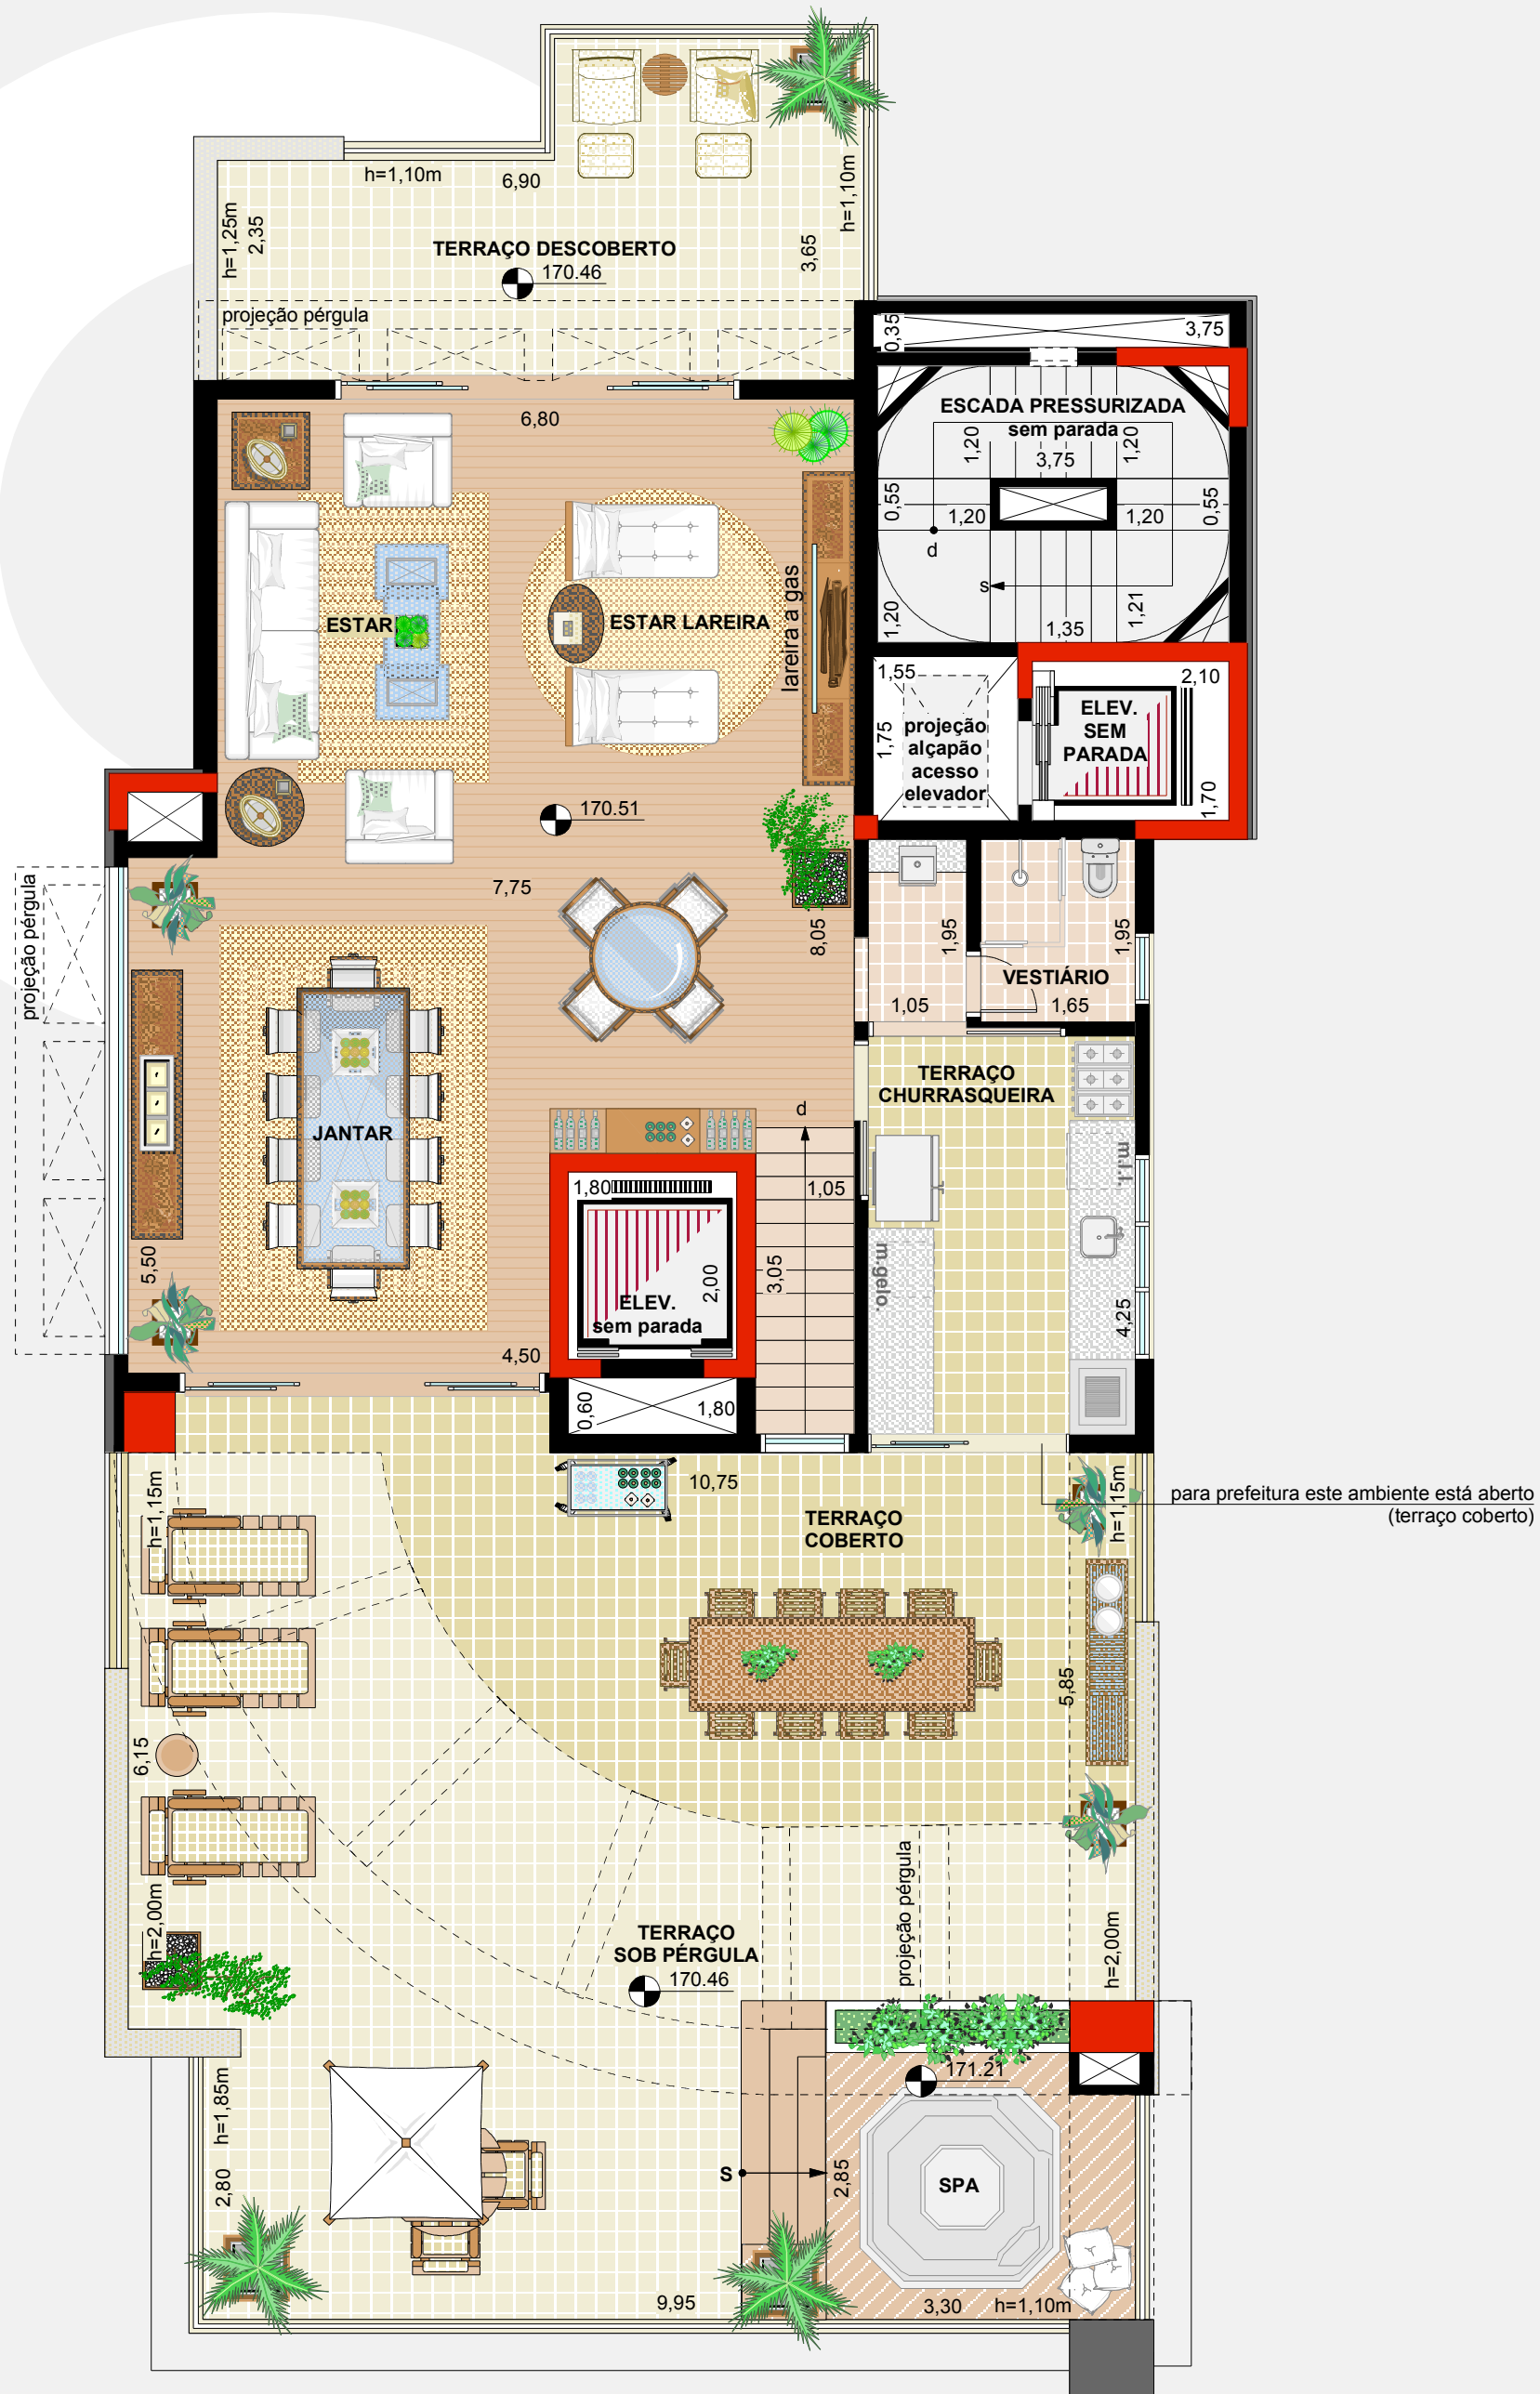 h=1,10m
6,90
h=1,10m
h=1,25m
2,35
3,65
TERRAÇO DESCOBERTO
170.46
projeção pérgula
0,35
3,75
6,80
ESCADA PRESSURIZADA
sem parada
1,20
1,20
3,75
0,55
1,20
1,20
0,55
d
s
1,20
1,21
1,35
ESTAR
ESTAR LAREIRA
lareira a gas
1,55
1,75
projeção
alçapão
acesso
elevador
2,10
ELEV.
SEM
PARADA
1,70
170.51
7,75
projeção pérgula
8,05
1,95
1,95
VESTIÁRIO
1,05
1,65
TERRAÇO
CHURRASQUEIRA
JANTAR
d
m.l.l.
1,80
1,05
5,50
2,00
3,05
m.gelo.
ELEV.
sem parada
4,25
4,50
0,60
1,80
h=1,15m
10,75
h=1,15m
TERRAÇO
COBERTO
para prefeitura este ambiente está aberto
(terraço coberto)
6,15
5,85
h=2,00m
projeção pérgula
h=2,00m
TERRAÇO
SOB PÉRGULA
170.46
171.21
h=1,85m
2,80
S
2,85
SPA
9,95
3,30
h=1,10m